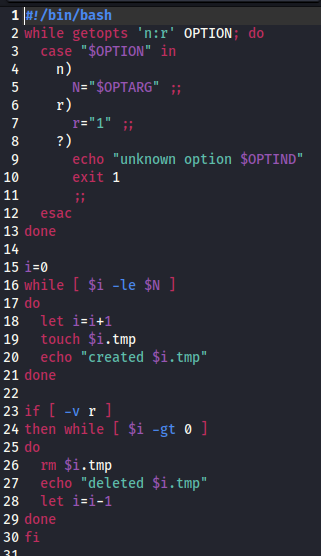 1 #!/bin/bash
2 while getopts 'n:r' OPTION; do
3   case "$OPTION" in
4     n)
5       N="$OPTARG" ;;
6     r)
7       r="1" ;;
8     ?)
9       echo "unknown option $OPTIND"
10       exit 1
11       ;;
12   esac
13 done
14
15 i=0
16 while [ $i -le $N ]
17 do
18   let i=i+1
19   touch $i.tmp
20   echo "created $i.tmp"
21 done
22
23 if [ -v r ]
24 then while [ $i -gt 0 ]
25 do
26   rm $i.tmp
27   echo "deleted $i.tmp"
28   let i=i-1
29 done
30 fi